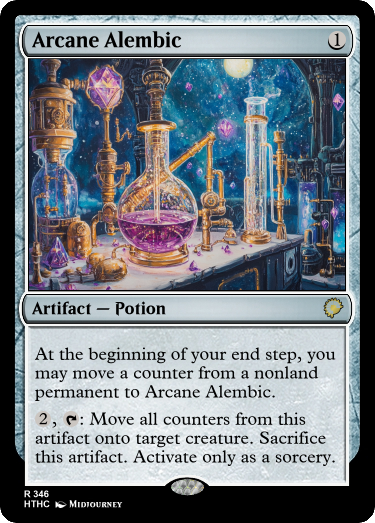 Arcane Alembic 1
Artifact — Potion
At the beginning of your end step, you
may move a counter from a nonland
permanent to Arcane Alembic.
2, : Move all counters from this
artifact onto target creature. Sacrifice
this artifact. Activate only as a sorcery.
R 346
HTHC Midjourney